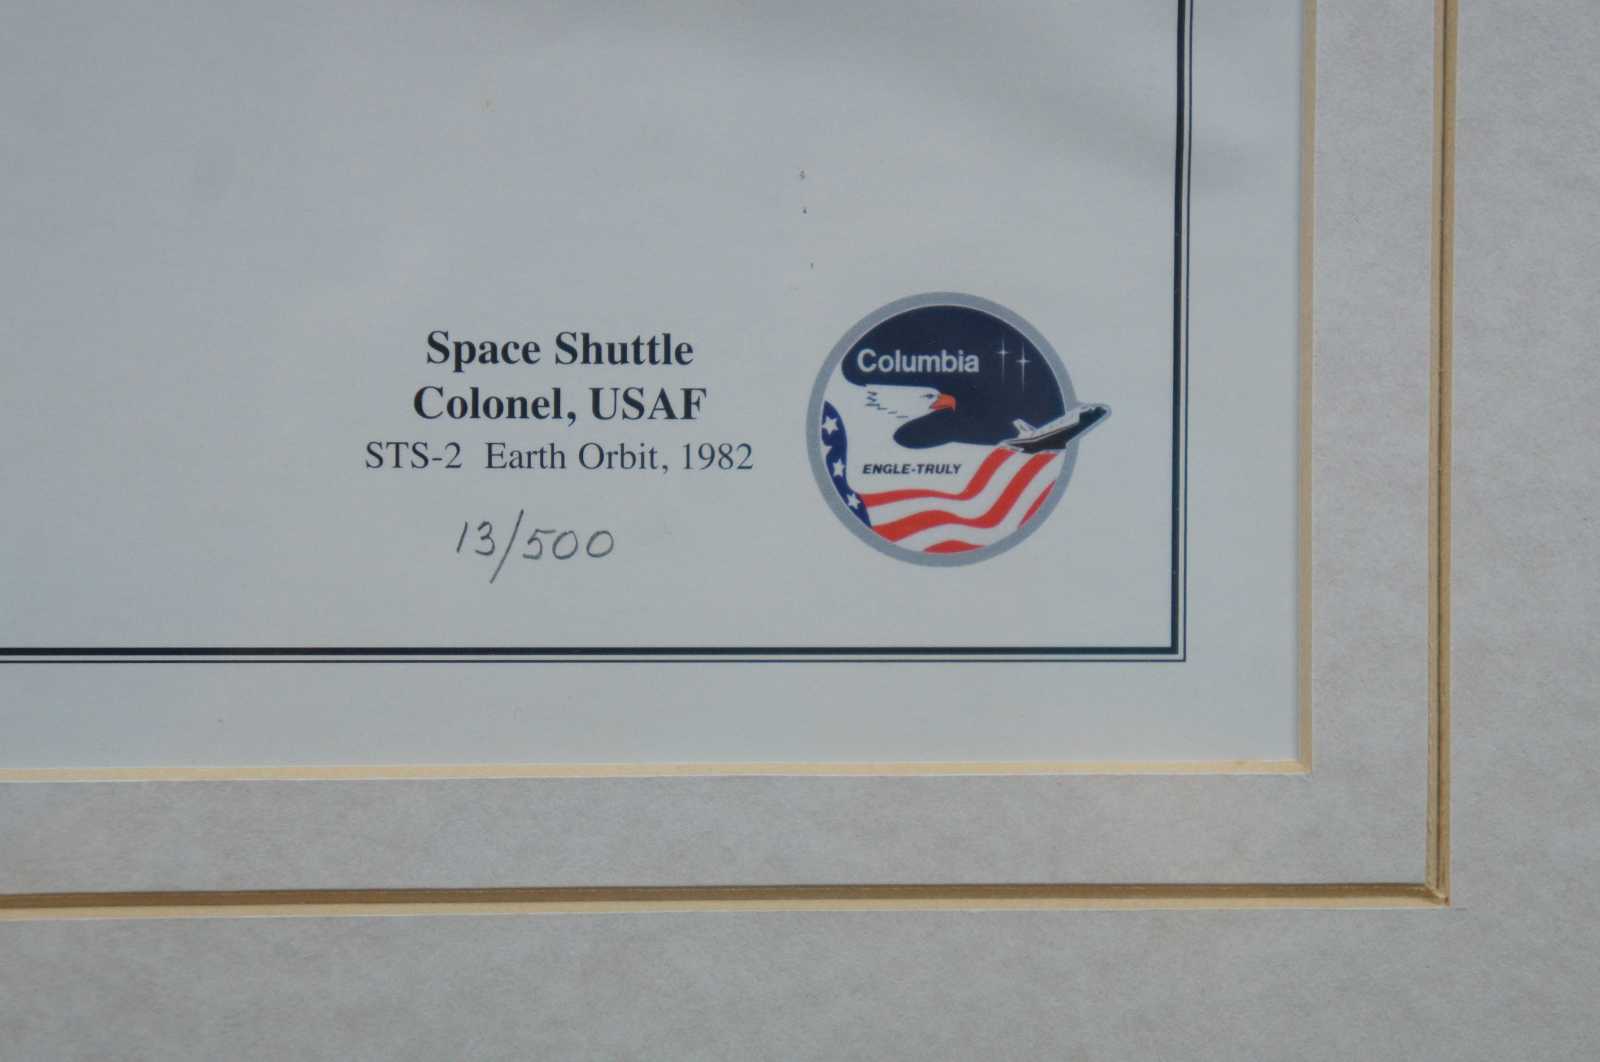 Space Shuttle
Colonel, USAF
STS-2 Earth Orbit, 1982
13/500
Columbia
ENGLE-TRULY